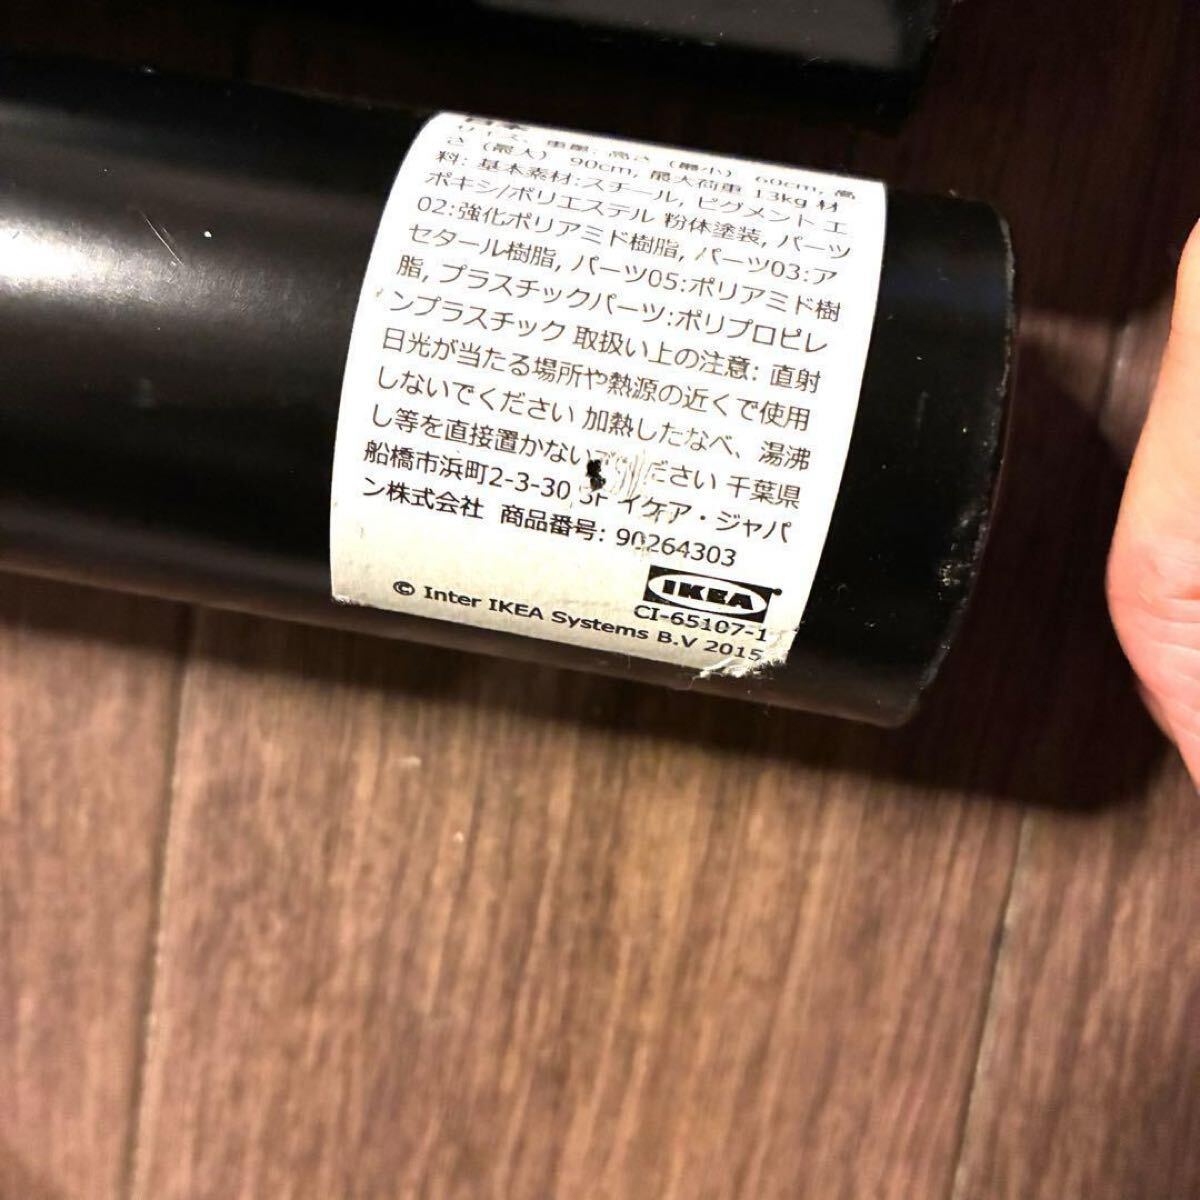 日本
サイズ、重量: 高さ（最小） 60cm, 高
さ（最大） 90cm, 最大荷重 13kg 材
料: 基本素材:スチール, ピグメント エ
ポキシ/ポリエステル 粉体塗装, パーツ
02:強化ポリアミド樹脂, パーツ03:ア
セタール樹脂, パーツ05:ポリアミド樹
脂, プラスチックパーツ:ポリプロピレ
ンプラスチック 取扱い上の注意: 直射
日光が当たる場所や熱源の近くで使用
しないでください 加熱したなべ、湯沸
し等を直接置かないでください 千葉県
船橋市浜町2-3-30 5F イケア・ジャパ
ン株式会社 商品番号: 90264303
IKEA
CI-65107-1
© Inter IKEA Systems B.V 2015